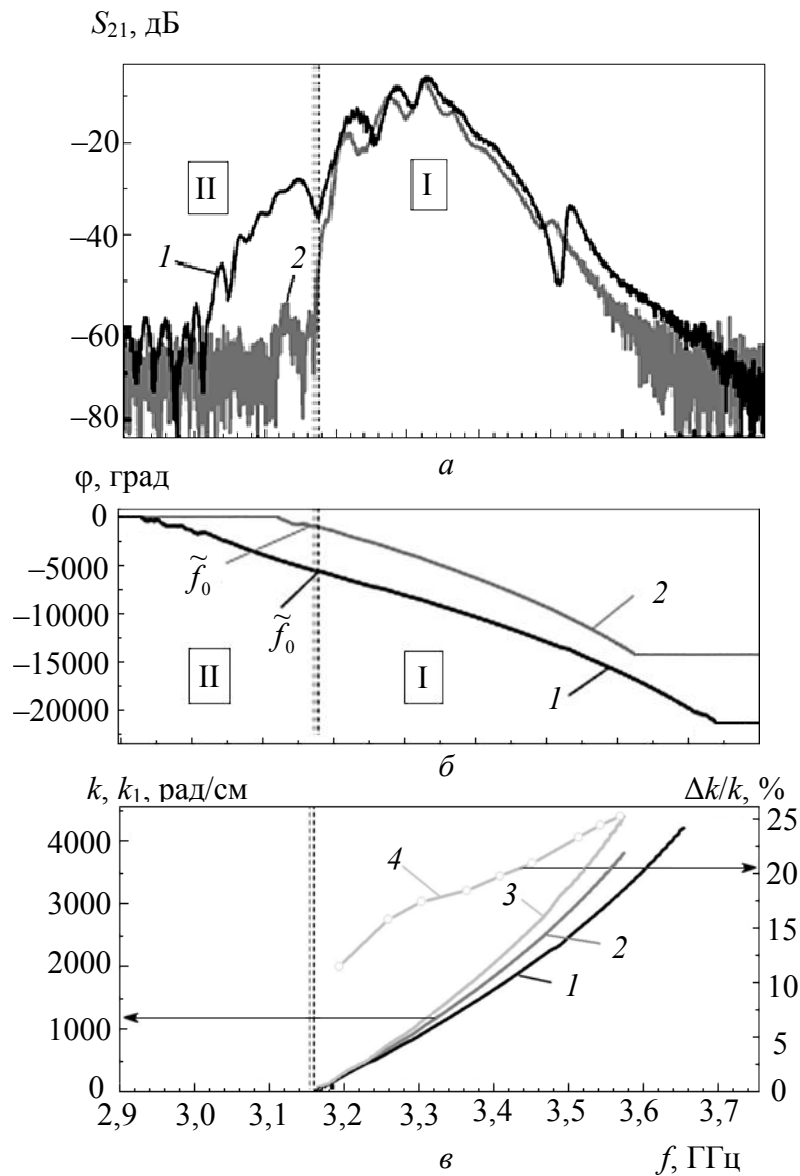 S₂₁, дБ
–20
–40
–60
–80
II
I
1
2
а
φ, град
0
–5000
–10000
–15000
–20000
f̃₀
f̃₀
II
I
2
1
б
k, k₁, рад/см
Δk/k, %
4000
3000
2000
1000
0
25
20
15
10
5
0
4
3
2
1
2,9
3,0
3,1
3,2
3,3
3,4
3,5
3,6
3,7
в
f, ГГц